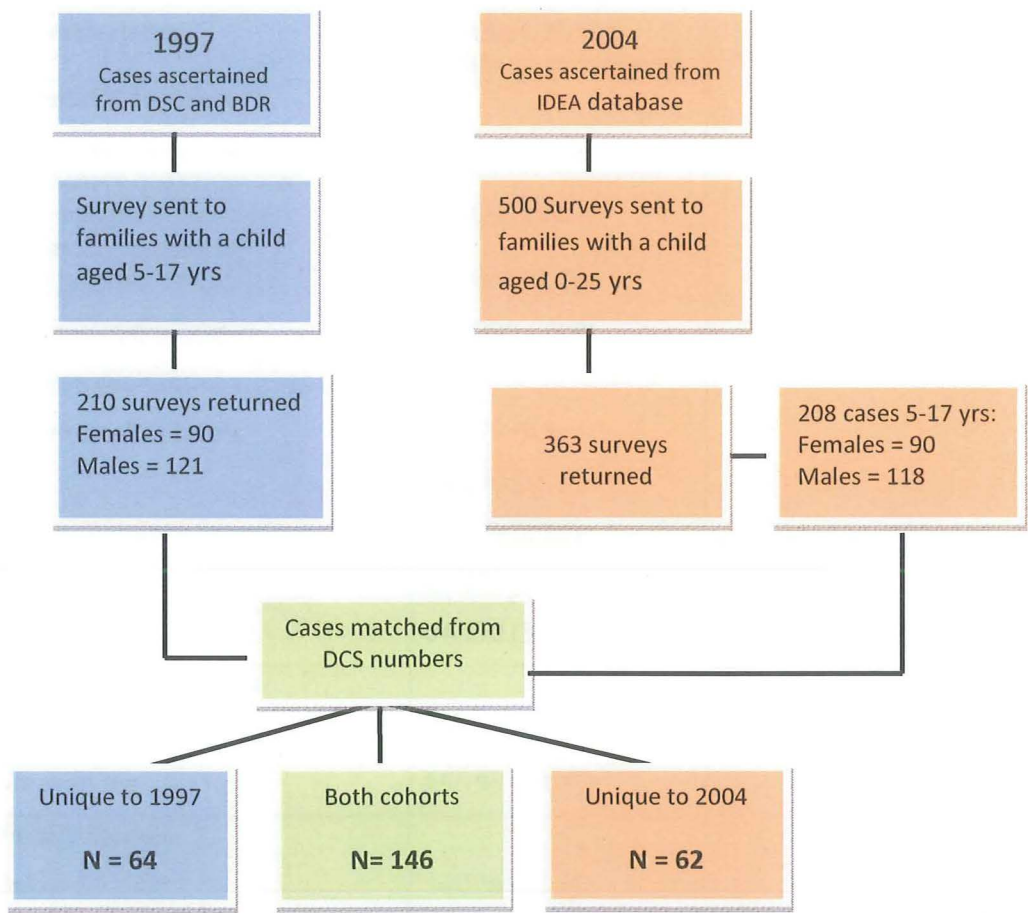 1997
Cases ascertained
from DSC and BDR
2004
Cases ascertained from
IDEA database
Survey sent to
families with a child
aged 5-17 yrs
500 Surveys sent to
families with a child
aged 0-25 yrs
210 surveys returned
Females = 90
Males = 121
363 surveys
returned
208 cases 5-17 yrs:
Females = 90
Males = 118
Cases matched from
DCS numbers
Unique to 1997
N = 64
Both cohorts
N= 146
Unique to 2004
N = 62